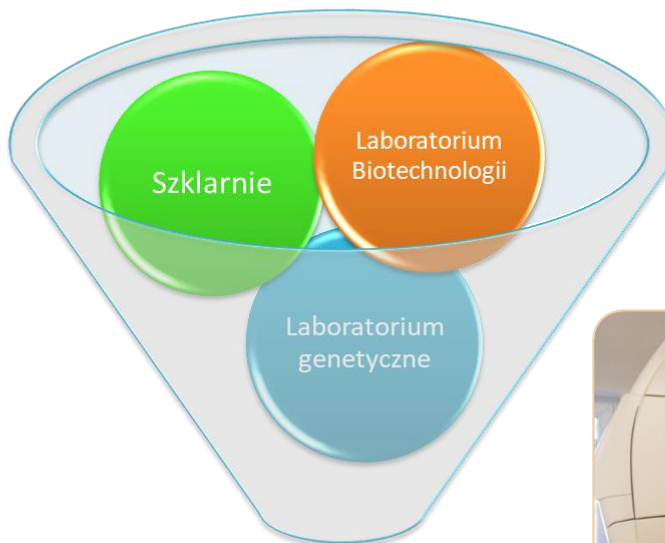 Szklarnie
Laboratorium
Biotechnologii
Laboratorium
genetyczne